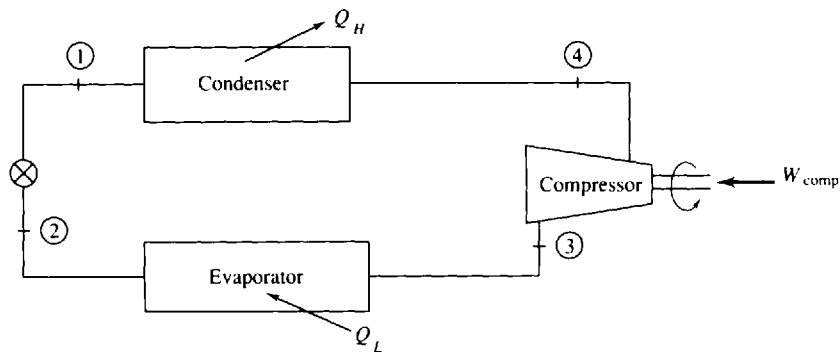 Q_H
1
4
Condenser
Compressor
W_comp
2
3
Evaporator
Q_L